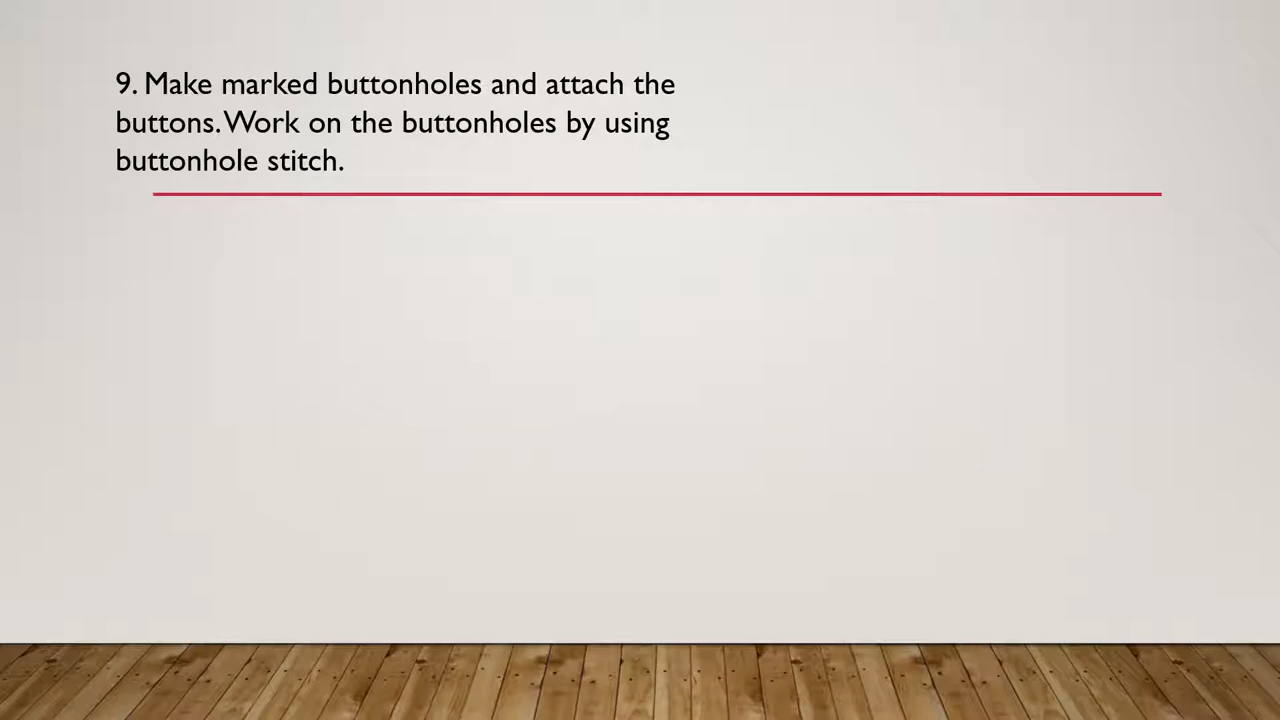 9. Make marked buttonholes and attach the
buttons. Work on the buttonholes by using
buttonhole stitch.